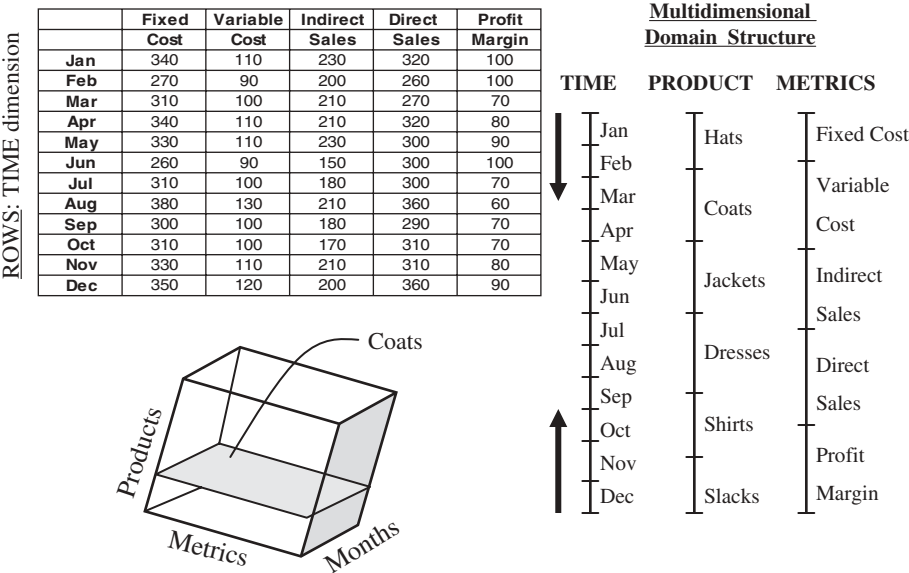 Fixed Variable Indirect Direct Profit
Cost Cost Sales Sales Margin
Jan 340 110 230 320 100
Feb 270 90 200 260 100
Mar 310 100 210 270 70
Apr 340 110 210 320 80
May 330 110 230 300 90
Jun 260 90 150 300 100
Jul 310 100 180 300 70
Aug 380 130 210 360 60
Sep 300 100 180 290 70
Oct 310 100 170 310 70
Nov 330 110 210 310 80
Dec 350 120 200 360 90
ROWS: TIME dimension
Coats
Products
Metrics
Months
Multidimensional
Domain Structure
TIME PRODUCT METRICS
Jan
Feb
Mar
Apr
May
Jun
Jul
Aug
Sep
Oct
Nov
Dec
Hats
Coats
Jackets
Dresses
Shirts
Slacks
Fixed Cost
Variable
Cost
Indirect
Sales
Direct
Sales
Profit
Margin